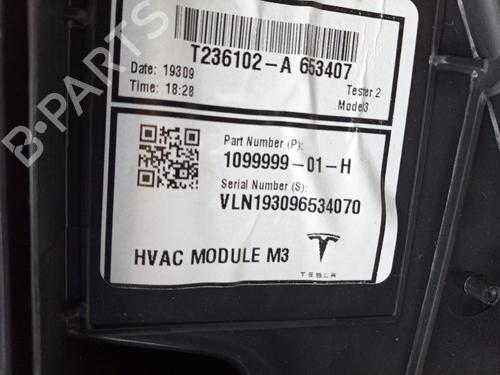 T236102-A 653407
Date: 19309
Tester 2
Time: 18:28
Model3
Part Number (P):
1099999-01-H
Serial Number (S):
VLN193096534070
HVAC MODULE M3
TESLA
B-PARTS